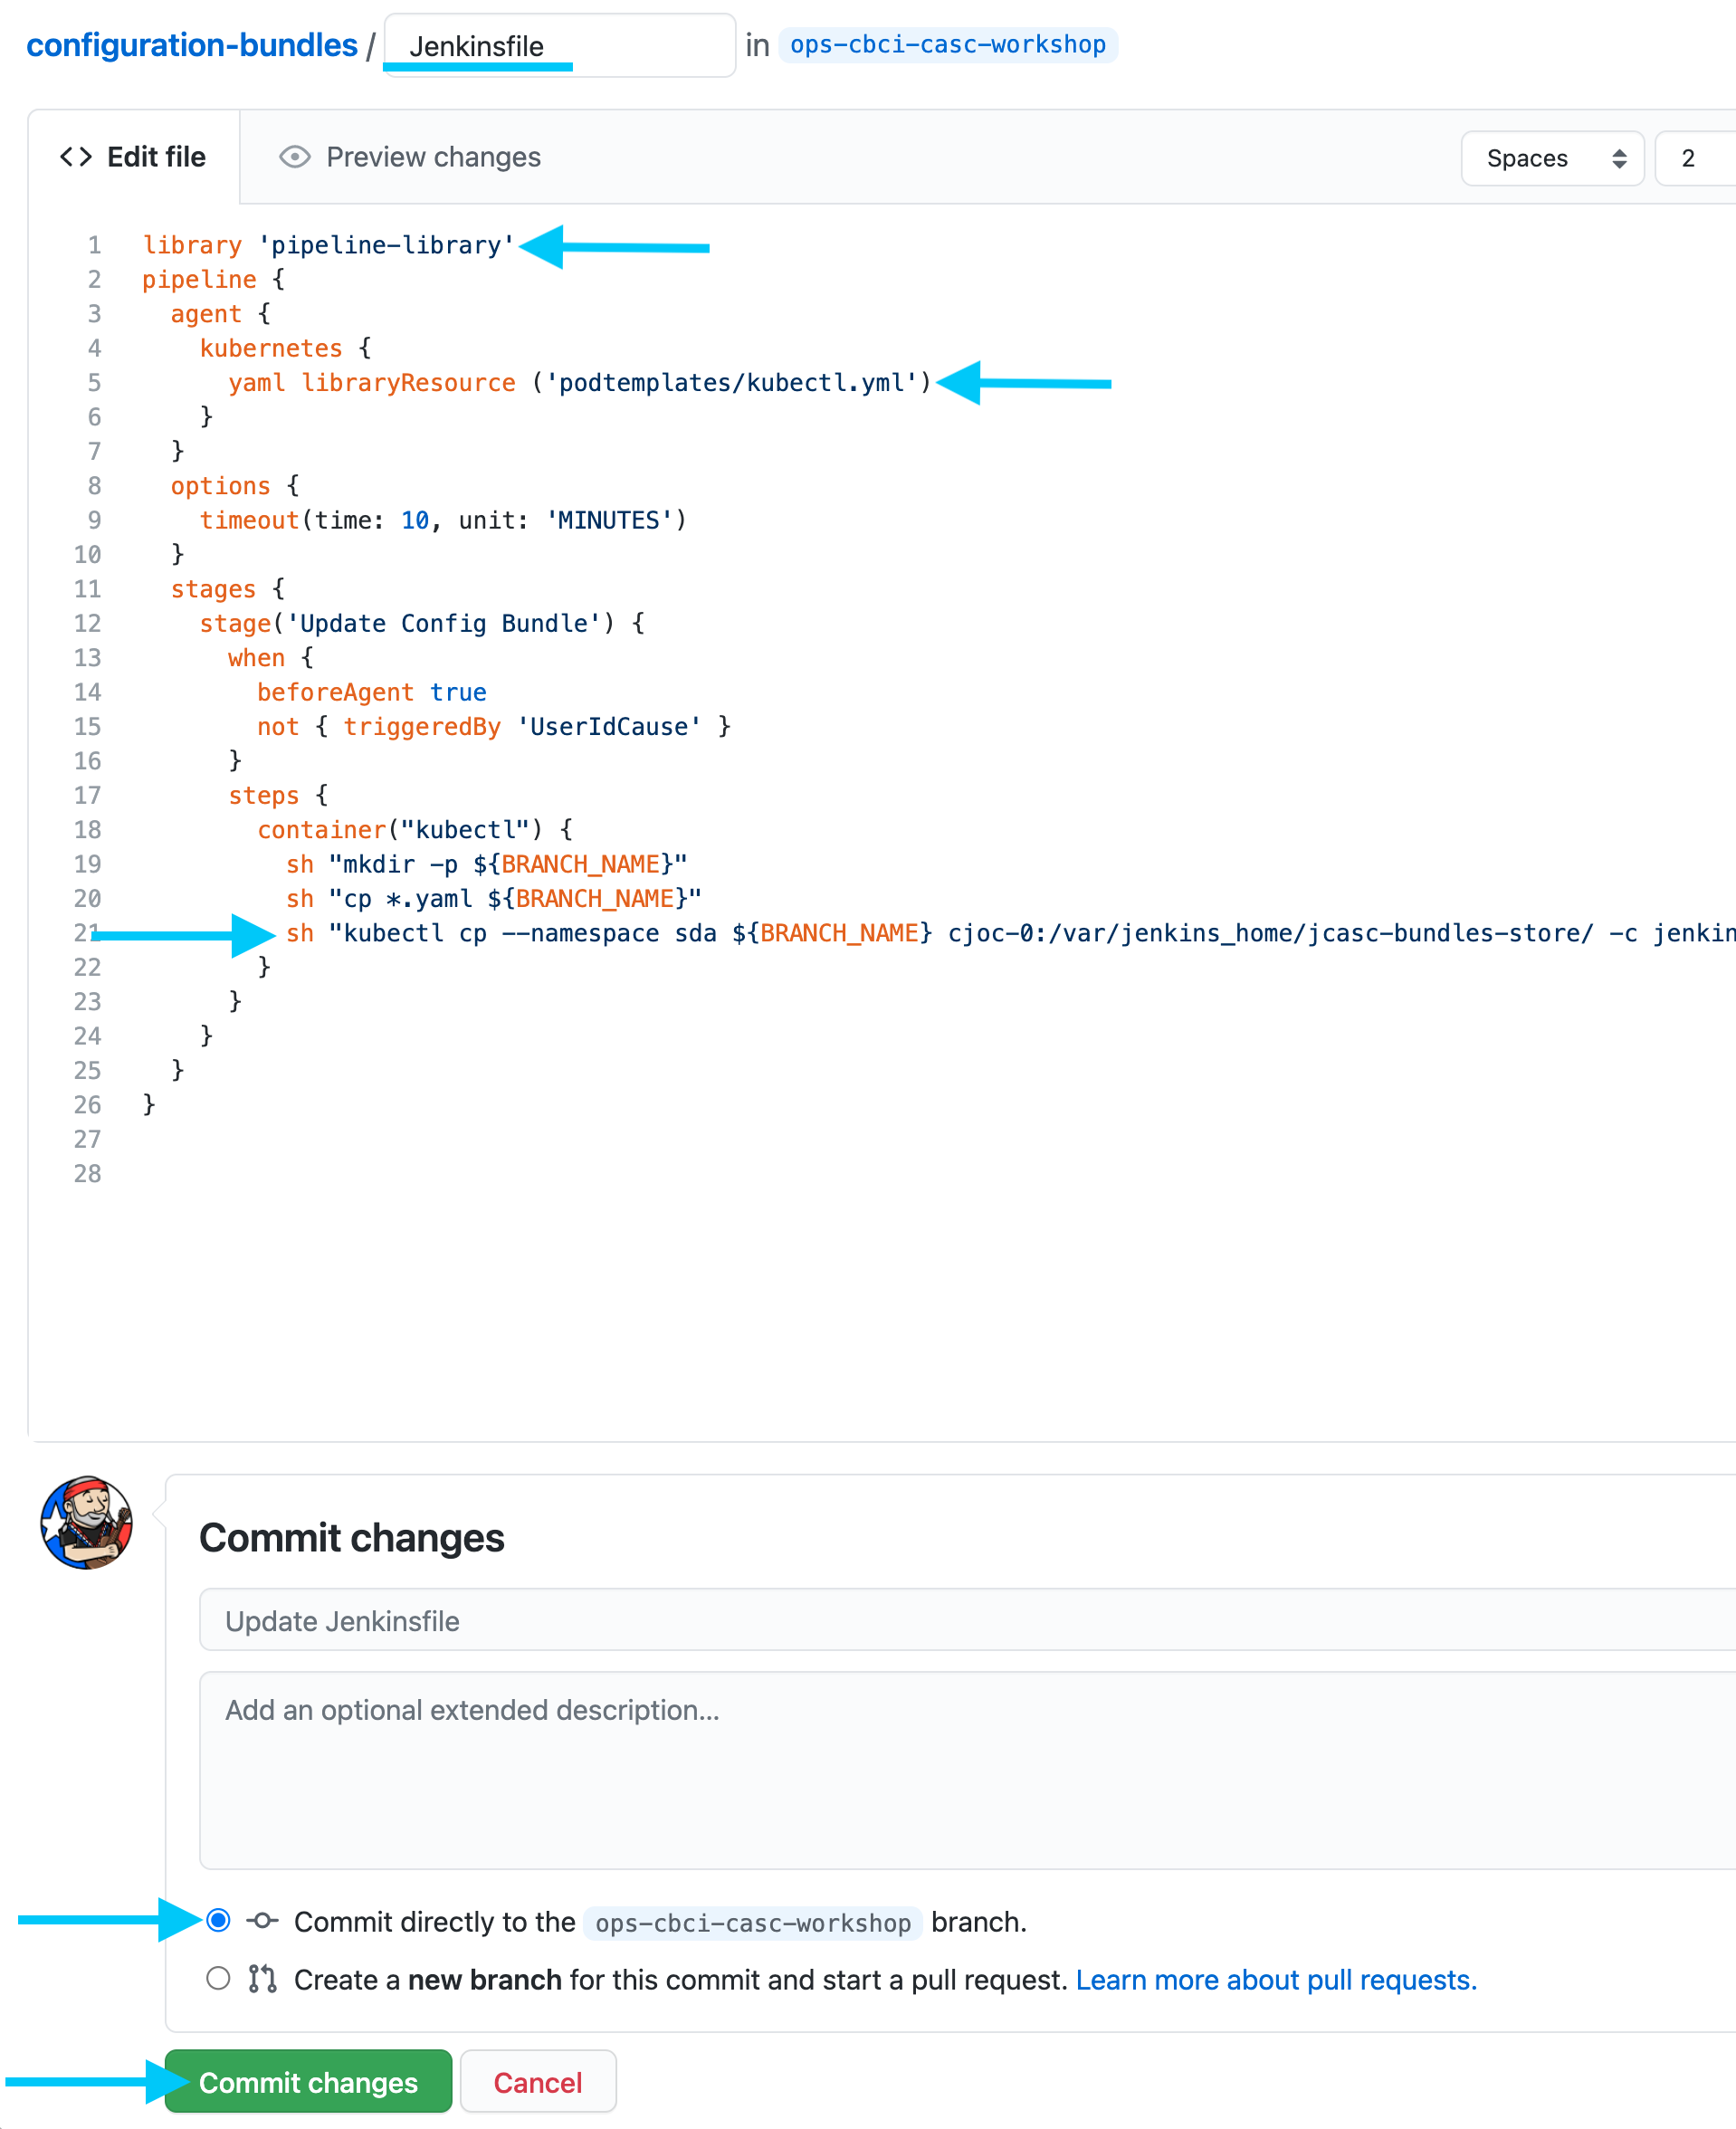 configuration-bundles / Jenkinsfile in ops-cbci-casc-workshop
<> Edit file Preview changes Spaces 2
1 library 'pipeline-library'
2 pipeline {
3   agent {
4     kubernetes {
5       yaml libraryResource ('podtemplates/kubectl.yml')
6     }
7   }
8   options {
9     timeout(time: 10, unit: 'MINUTES')
10   }
11   stages {
12     stage('Update Config Bundle') {
13       when {
14         beforeAgent true
15         not { triggeredBy 'UserIdCause' }
16       }
17       steps {
18         container("kubectl") {
19           sh "mkdir -p ${BRANCH_NAME}"
20           sh "cp *.yaml ${BRANCH_NAME}"
21           sh "kubectl cp --namespace sda ${BRANCH_NAME} cjoc-0:/var/jenkins_home/jcasc-bundles-store/ -c jenkin
22         }
23       }
24     }
25   }
26 }
27
28
Commit changes
Update Jenkinsfile
Add an optional extended description...
Commit directly to the ops-cbci-casc-workshop branch.
Create a new branch for this commit and start a pull request. Learn more about pull requests.
Commit changes Cancel